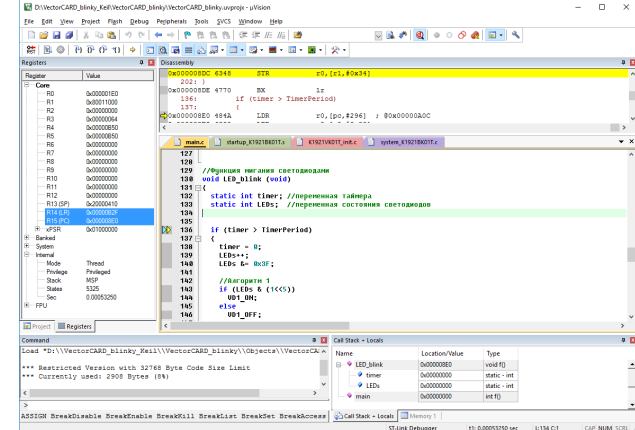 D:\VectorCARD_blinky_Keil\VectorCARD_blinky\VectorCARD_blinky.uvprojx - µVision
File Edit View Project Flash Debug Peripherals Tools SVCS Window Help
Registers
Register Value
Core
R0 0x000001E0
R1 0x80011000
R2 0x00000000
R3 0x00000064
R4 0x00000B50
R5 0x00000B50
R6 0x00000000
R7 0x00000000
R8 0x00000000
R9 0x00000000
R10 0x00000000
R11 0x00000000
R12 0x00000000
R13 (SP) 0x20000410
R14 (LR) 0x00000B2F
R15 (PC) 0x000008E0
xPSR 0x01000000
Banked
System
Internal
Mode Thread
Privilege Privileged
Stack MSP
States 5325
Sec 0.00053250
FPU
Project Registers
Disassembly
0x000008DC 6348 STR r0,[r1,#0x34]
202: }
0x000008DE 4770 BX lr
136: if (timer > TimerPeriod)
137: {
0x000008E0 484A LDR r0,[pc,#296] ; @0x00000A0C
main.c startup_K1921BK01T.s K1921VK01T_init.c system_K1921BK01T.c
127
128
129 //Функция мигания светодиодами
130 void LED_blink (void)
131 {
132 static int timer; //переменная таймера
133 static int LEDs; //переменная состояния светодиодов
134
135
136 if (timer > TimerPeriod)
137 {
138 timer = 0;
139 LEDs++;
140 LEDs &= 0x3F;
141
142 //Алгоритм 1
143 if (LEDs & (1<<5))
144 VD1_ON;
145 else
146 VD1_OFF;
Command
Load "D:\\VectorCARD_blinky_Keil\\VectorCARD_blinky\\Objects\\VectorCA
*** Restricted Version with 32768 Byte Code Size Limit
*** Currently used: 2908 Bytes (8%)
>
ASSIGN BreakDisable BreakEnable BreakKill BreakList BreakSet BreakAccess
Call Stack + Locals
Name Location/Value Type
LED_blink 0x000008E0 void f()
timer 0x00000000 static - int
LEDs 0x00000000 static - int
main 0x00000000 int f()
Call Stack + Locals Memory 1
ST-Link Debugger t1: 0.00053250 sec L:134 C:1 CAP NUM SCRL